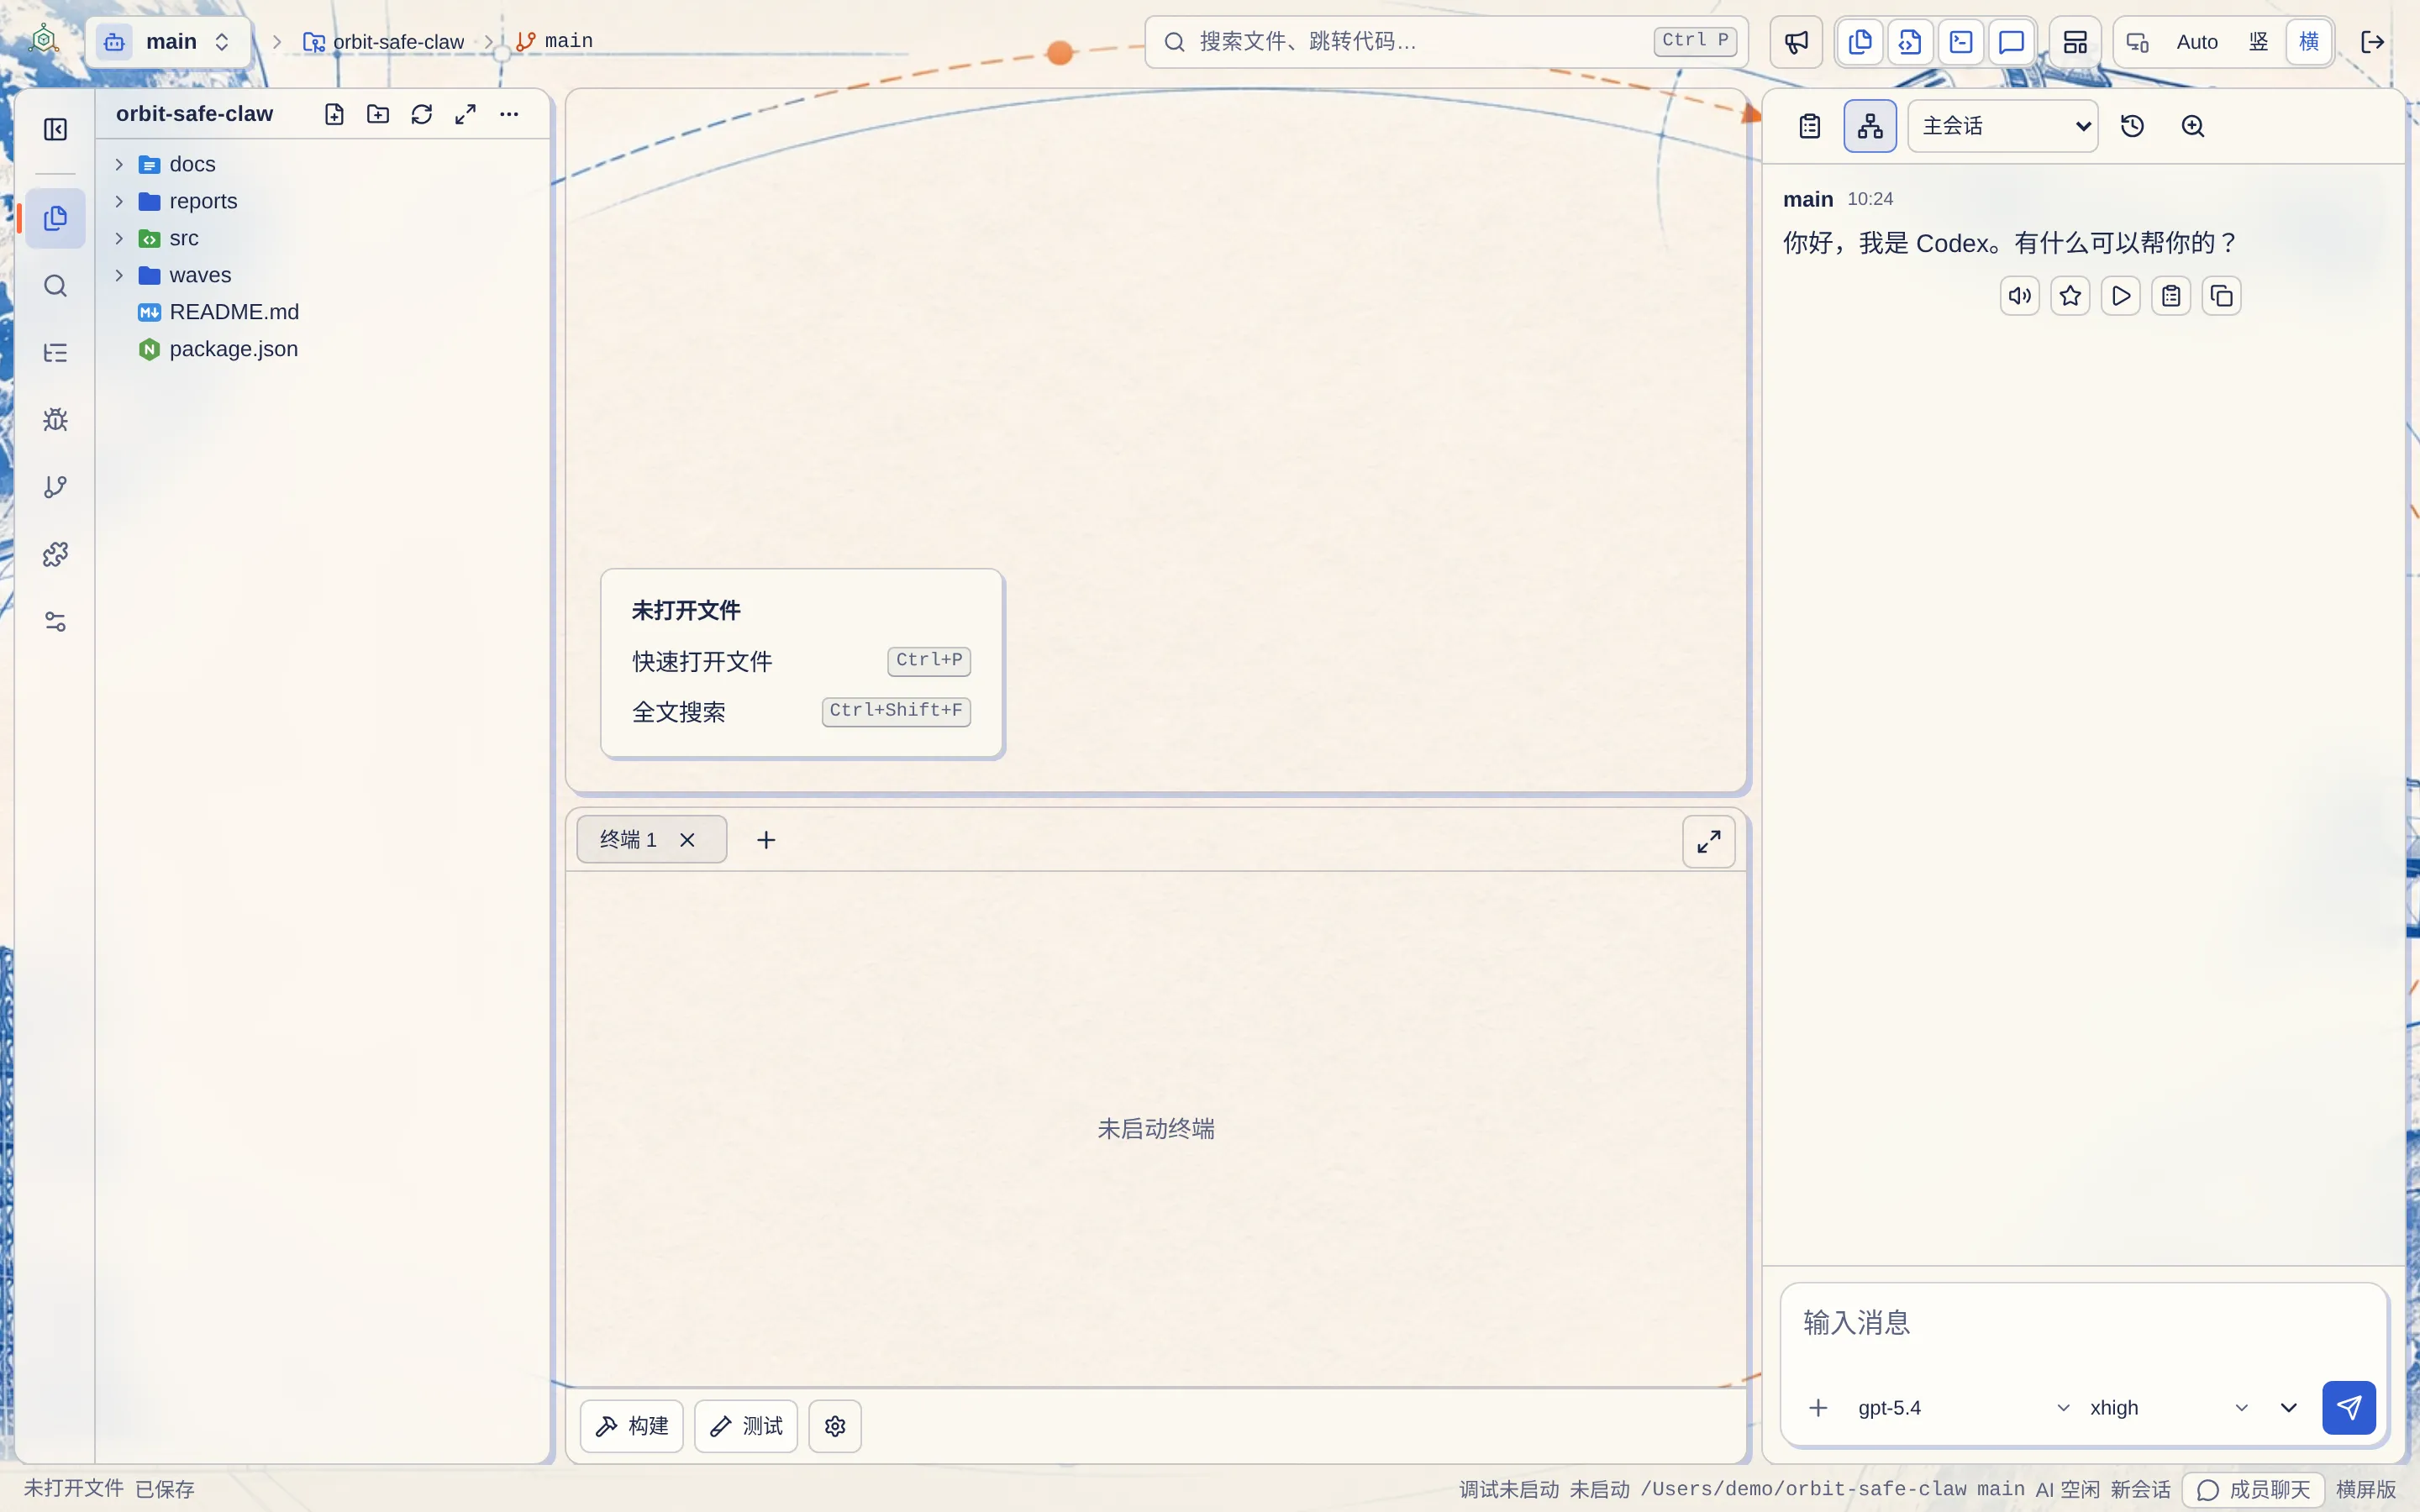 main
orbit-safe-claw
main
搜索文件、跳转代码...
Ctrl P
Auto
竖
横
orbit-safe-claw
docs
reports
src
waves
README.md
package.json
未打开文件
快速打开文件 Ctrl+P
全文搜索 Ctrl+Shift+F
终端 1
未启动终端
构建
测试
主会话
main 10:24
你好，我是 Codex。有什么可以帮你的？
输入消息
gpt-5.4
xhigh
未打开文件 已保存
调试未启动 未启动 /Users/demo/orbit-safe-claw main AI 空闲 新会话 成员聊天 横屏版